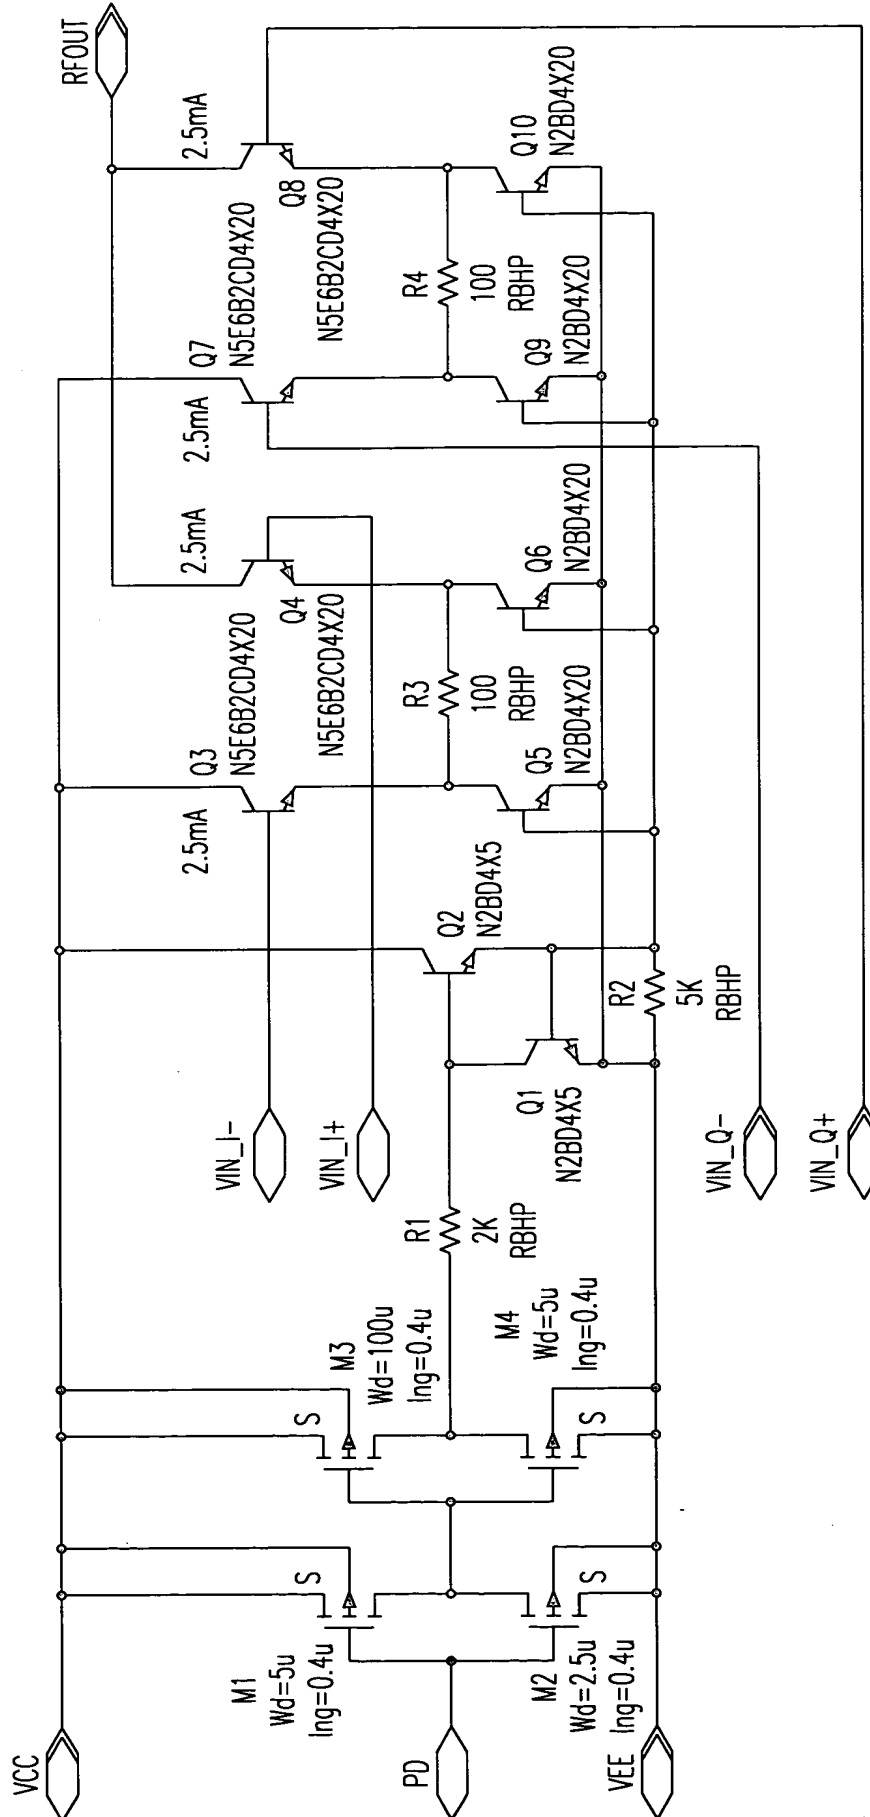 VCC
PD
VEE
M1
Wd=5u
lng=0.4u
M2
Wd=2.5u
lng=0.4u
S
S
M3
Wd=100u
lng=0.4u
M4
Wd=5u
lng=0.4u
S
S
R1
2K
RBHP
VIN_I-
VIN_I+
VIN_Q-
VIN_Q+
Q1
N2BD4X5
Q2
N2BD4X5
R2
5K
RBHP
2.5mA
Q3
N5E6B2CD4X20
2.5mA
Q4
N5E6B2CD4X20
R3
100
RBHP
Q5
N2BD4X20
Q6
N2BD4X20
2.5mA
Q7
N5E6B2CD4X20
2.5mA
Q8
N5E6B2CD4X20
R4
100
RBHP
Q9
N2BD4X20
Q10
N2BD4X20
RFOUT